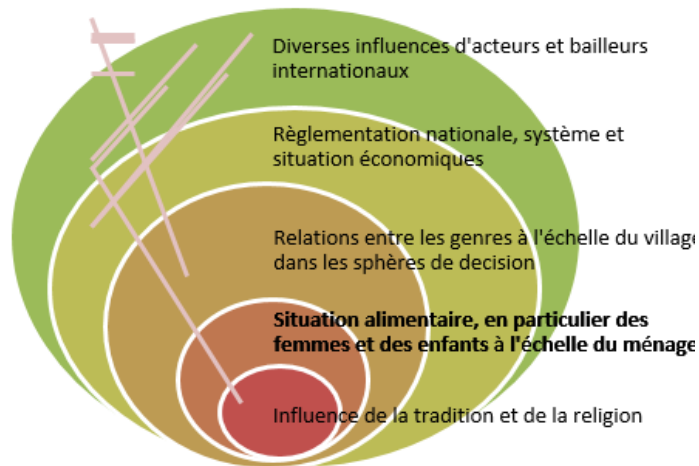 Diverses influences d'acteurs et bailleurs
internationaux
Règlementation nationale, système et
situation économiques
Relations entre les genres à l'échelle du village
dans les sphères de decision
Situation alimentaire, en particulier des
femmes et des enfants à l'échelle du ménage
Influence de la tradition et de la religion